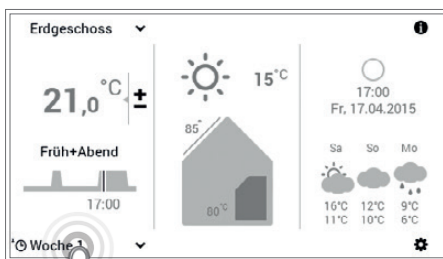 Erdgeschoss
21,0 °C ±
Früh+Abend
17:00
Woche 1
15°C
85°
80 °C
17:00
Fr, 17.04.2015
Sa So Mo
16°C 12°C 9°C
11°C 10°C 6°C